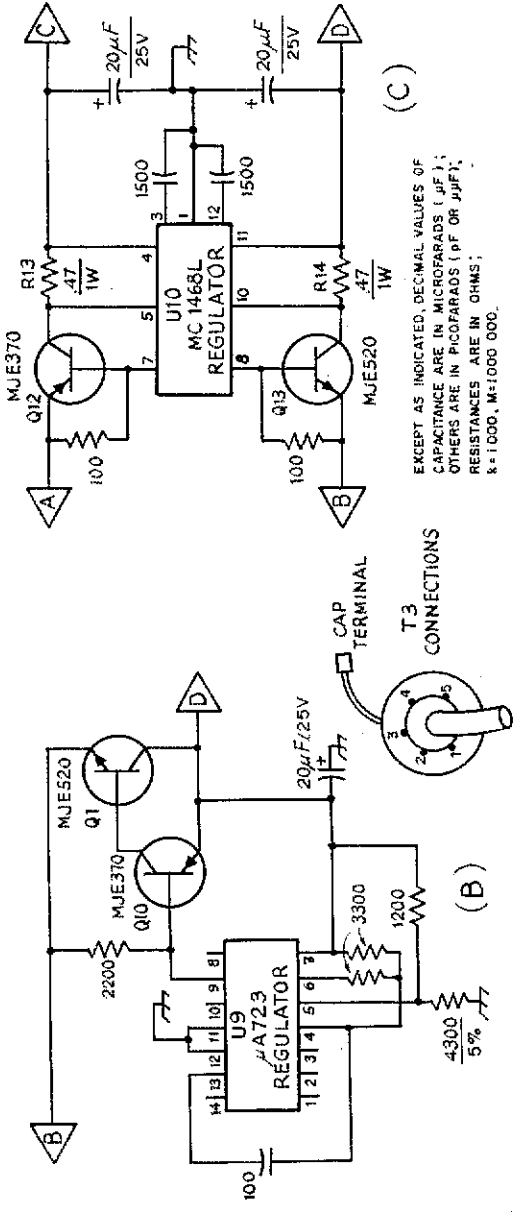 B
2200
MJE520
Q1
MJE370
Q10
D
14 13 12 11 10 9 8
U9
μA723
REGULATOR
1 2 3 4 5 6 7
100
3300
1200
4300
5%
20μF/25V
+
(B)
CAP
TERMINAL
T3
CONNECTIONS
1 2 3 4 5
A
100
MJE370
Q12
R13
.47
1W
C
+
20μF
25V
5 4 3
1500
1
7
U10
MC 1468L
REGULATOR
8
12
1500
10 11
+
20μF
25V
100
Q13
MJE520
R14
.47
1W
B
D
(C)
EXCEPT AS INDICATED, DECIMAL VALUES OF
CAPACITANCE ARE IN MICROFARADS (μF);
OTHERS ARE IN PICOFARADS (pF OR μμF);
RESISTANCES ARE IN OHMS;
k=1000, M=1000 000.